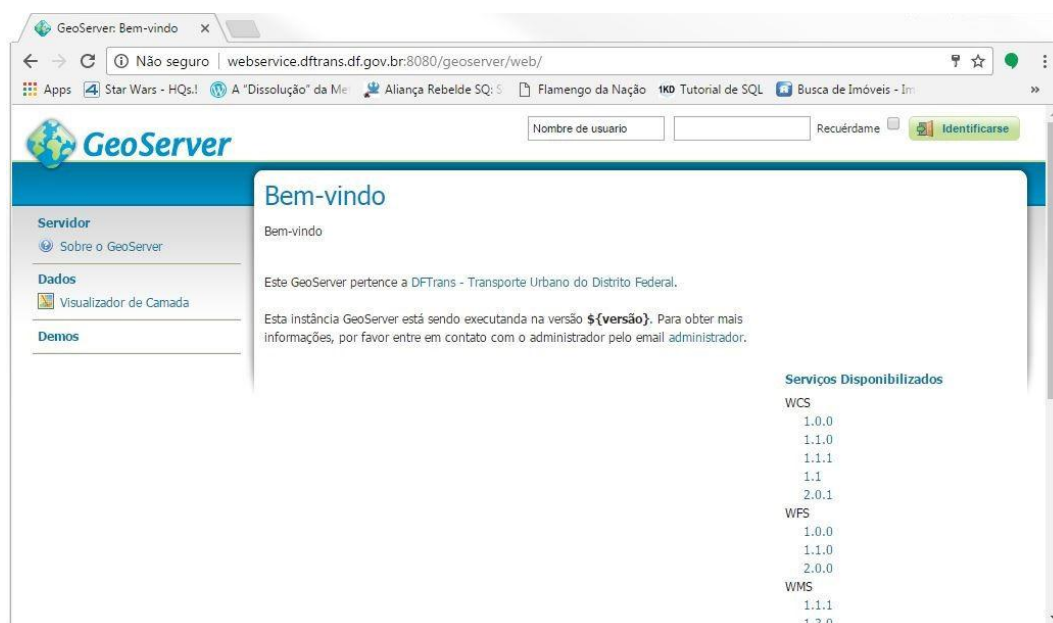 GeoServer: Bem-vindo
Não seguro | webservice.dftrans.df.gov.br:8080/geoserver/web/
Apps Star Wars - HQs.! A "Dissolução" da Me Aliança Rebelde SQ: S Flamengo da Nação 1KD Tutorial de SQL Busca de Imóveis - Im
GeoServer
Nombre de usuario
Recuérdame
Identificarse
Servidor
Sobre o GeoServer
Dados
Visualizador de Camada
Demos
Bem-vindo
Bem-vindo
Este GeoServer pertence a DFTrans - Transporte Urbano do Distrito Federal.
Esta instância GeoServer está sendo executanda na versão ${versão}. Para obter mais
informações, por favor entre em contato com o administrador pelo email administrador.
Serviços Disponibilizados
WCS
1.0.0
1.1.0
1.1.1
1.1
2.0.1
WFS
1.0.0
1.1.0
2.0.0
WMS
1.1.1